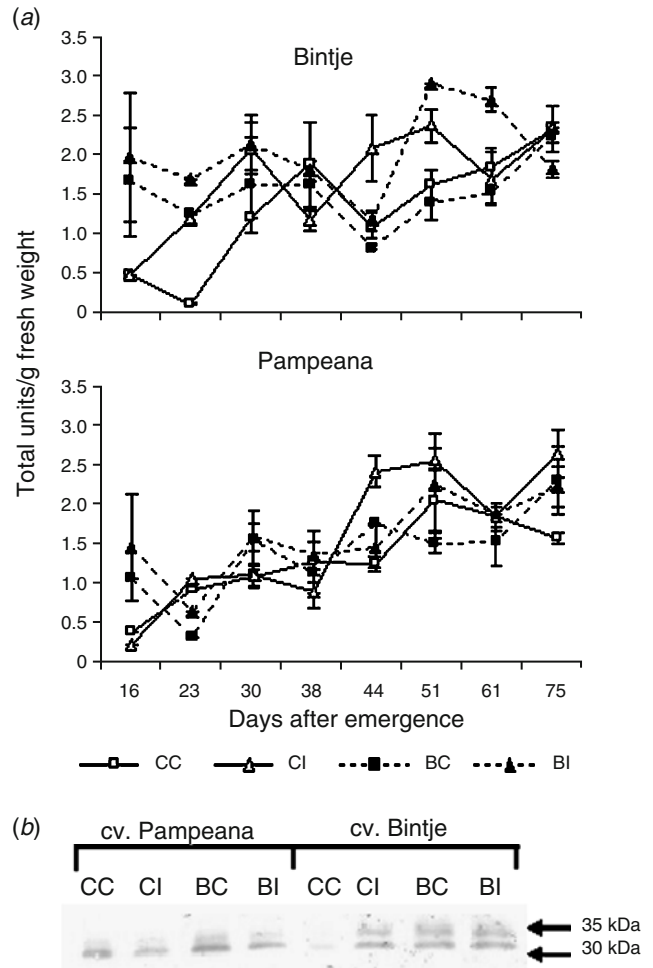 (a)
Bintje
3.5
3.0
2.5
2.0
1.5
1.0
0.5
0
Total units/g fresh weight
Pampeana
3.5
3.0
2.5
2.0
1.5
1.0
0.5
0
16 23 30 38 44 51 61 75
Days after emergence
CC CI BC BI
(b)
cv. Pampeana cv. Bintje
CC CI BC BI CC CI BC BI
35 kDa
30 kDa